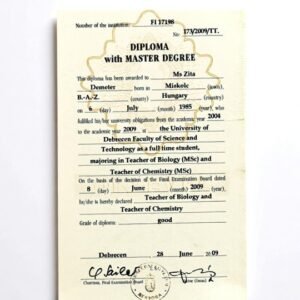 Number of the institution: FI 17198
No: 173/2009/TT.
DIPLOMA
with MASTER DEGREE
This diploma has been awarded to Ms Zita
Demeter born in Miskolc
B.-A.-Z. (county) Hungary (country)
on 6 day July (month) 1985 (year), who
fulfilled his/her university obligations from the academic year 2004
to the academic year 2009 at the University of
Debrecen Faculty of Science and
Technology as a full time student,
majoring in Teacher of Biology (MSc) and
Teacher of Chemistry (MSc)
On the basis of the decision of the Final Examination Board dated
8 (day) June (month) 2009 (year),
he/she is hereby declared Teacher of Biology and
Teacher of Chemistry
Grade of diploma: good
Debrecen 28 June 2009
Chairman, Final Examination Board